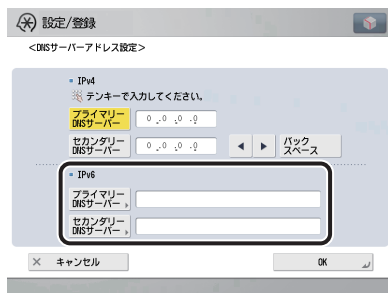 設定/登録
<DNSサーバーアドレス設定>
IPv4
テンキーで入力してください。
プライマリー
DNSサーバー
0 .0 .0 .0
セカンダリー
DNSサーバー
0 .0 .0 .0
バック
スペース
IPv6
プライマリー
DNSサーバー
セカンダリー
DNSサーバー
× キャンセル
OK